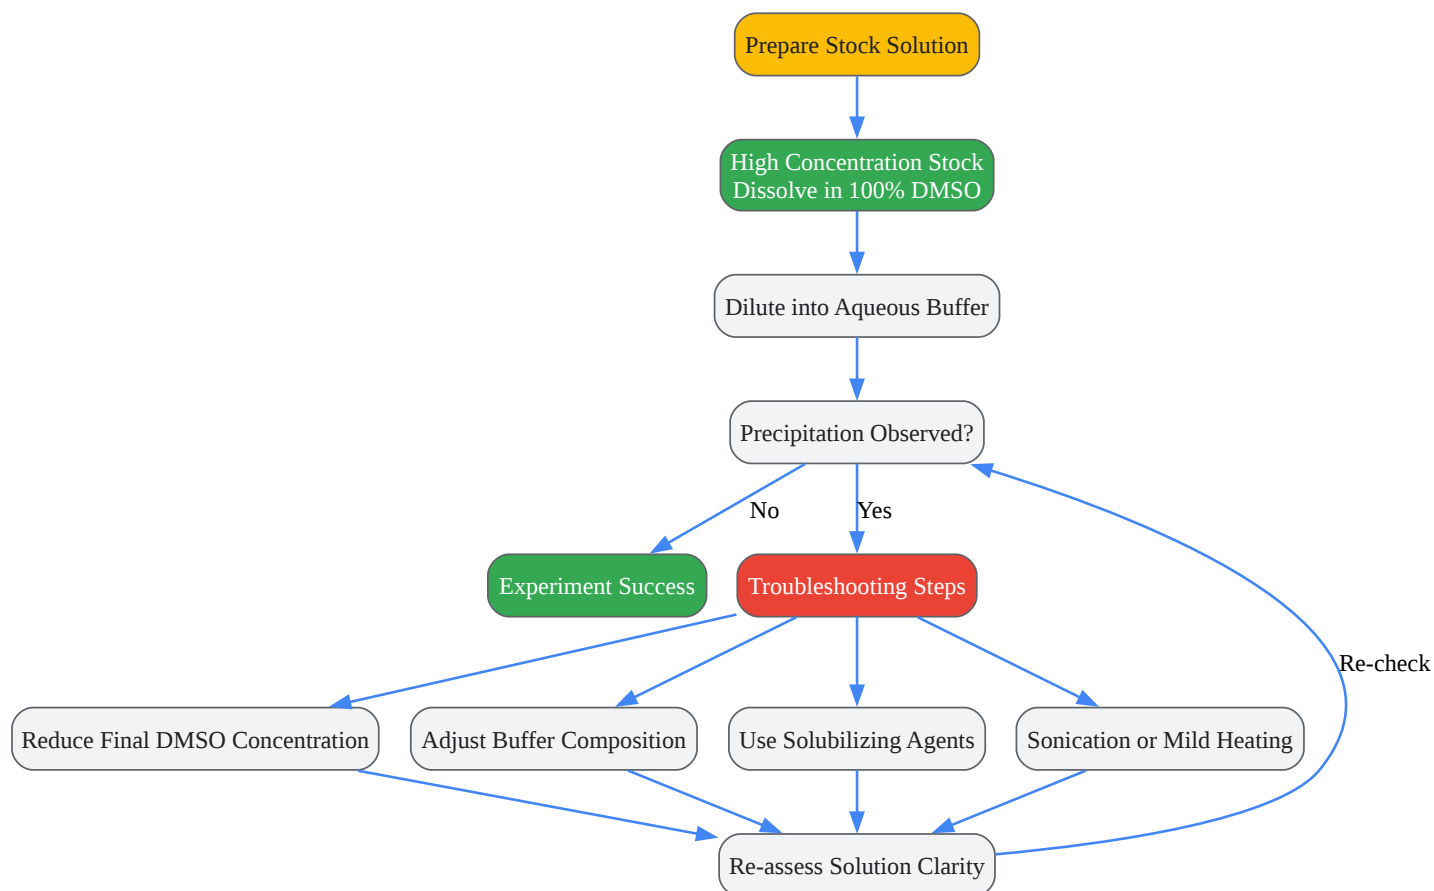 Prepare Stock Solution
High Concentration Stock
Dissolve in 100% DMSO
Dilute into Aqueous Buffer
Precipitation Observed?
No
Yes
Experiment Success
Troubleshooting Steps
Re-check
Reduce Final DMSO Concentration
Adjust Buffer Composition
Use Solubilizing Agents
Sonication or Mild Heating
Re-assess Solution Clarity